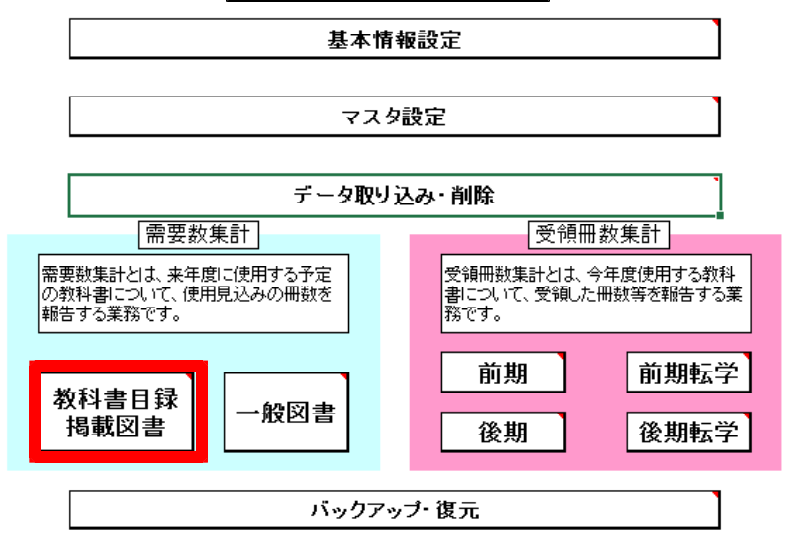 基本情報設定
マスタ設定
データ取り込み・削除
需要数集計
需要数集計とは、来年度に使用する予定
の教科書について、使用見込みの冊数を
報告する業務です。
教科書目録
掲載図書
一般図書
受領冊数集計
受領冊数集計とは、今年度使用する教科
書について、受領した冊数等を報告する業
務です。
前期
前期転学
後期
後期転学
バックアップ・復元